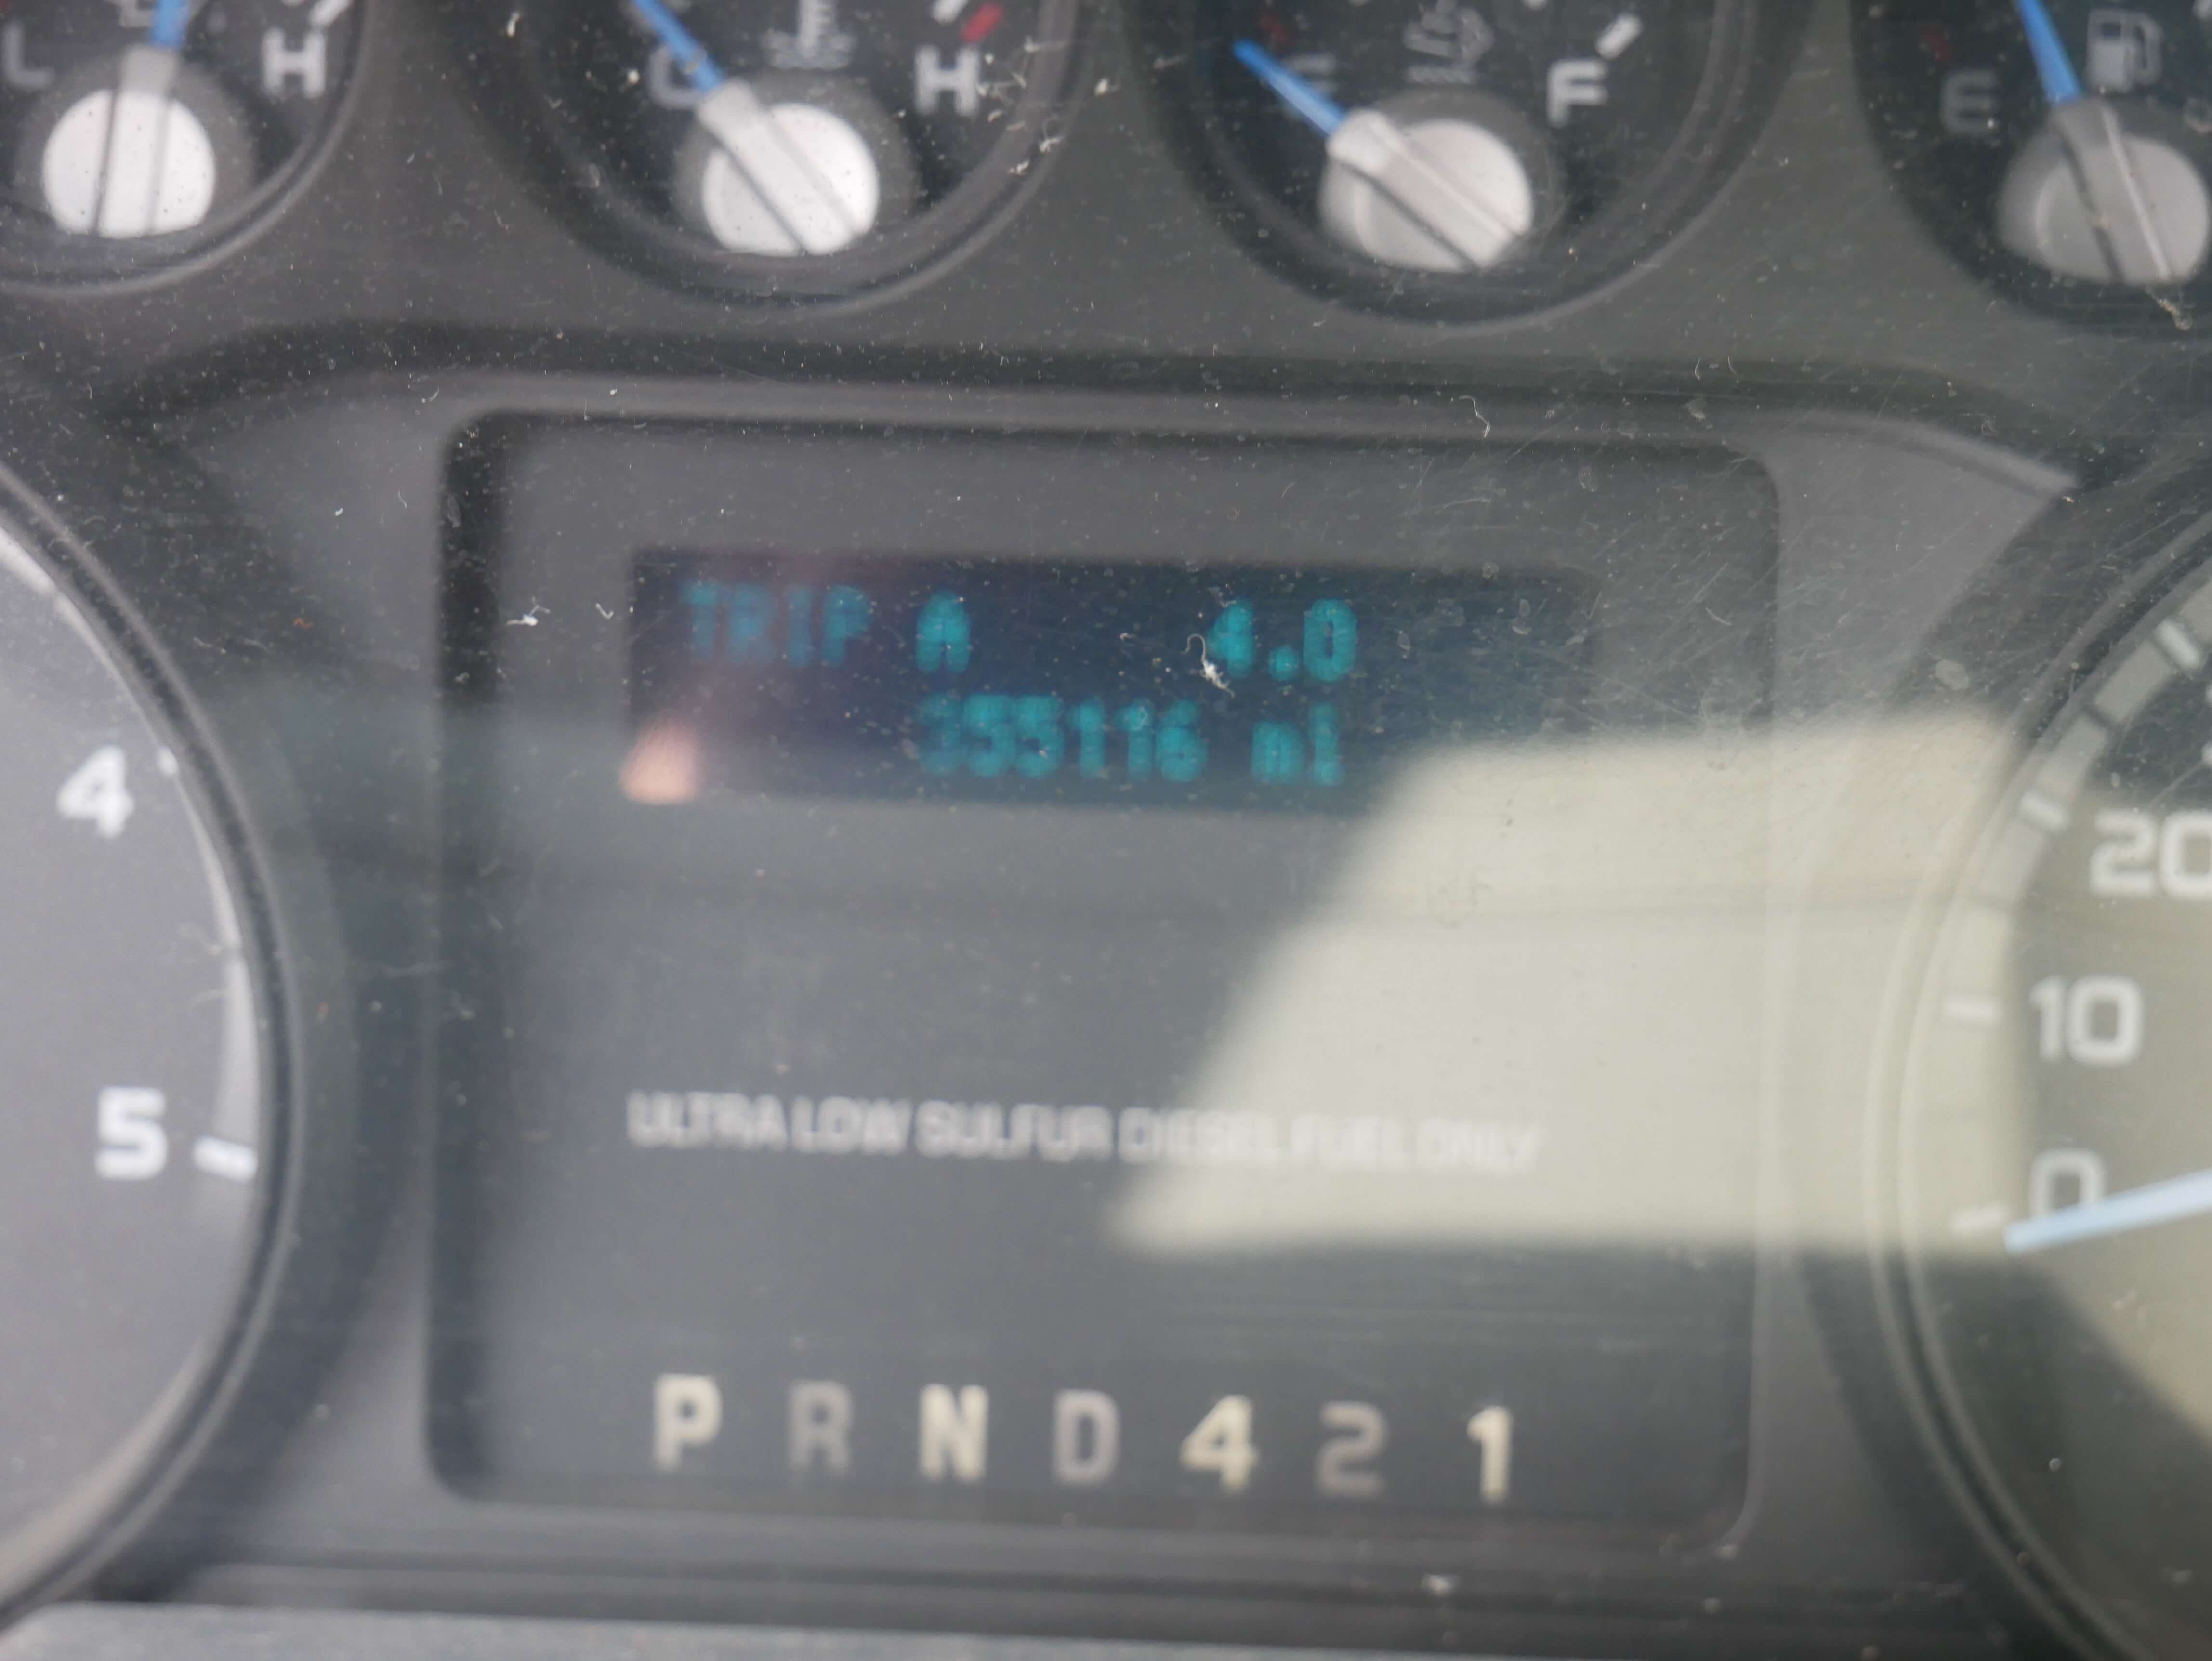 L H
C H
E F
E
TRIP A 4.0
355116 mi
4
20
10
5
0
ULTRA LOW SULFUR DIESEL FUEL ONLY
P R N D 4 2 1